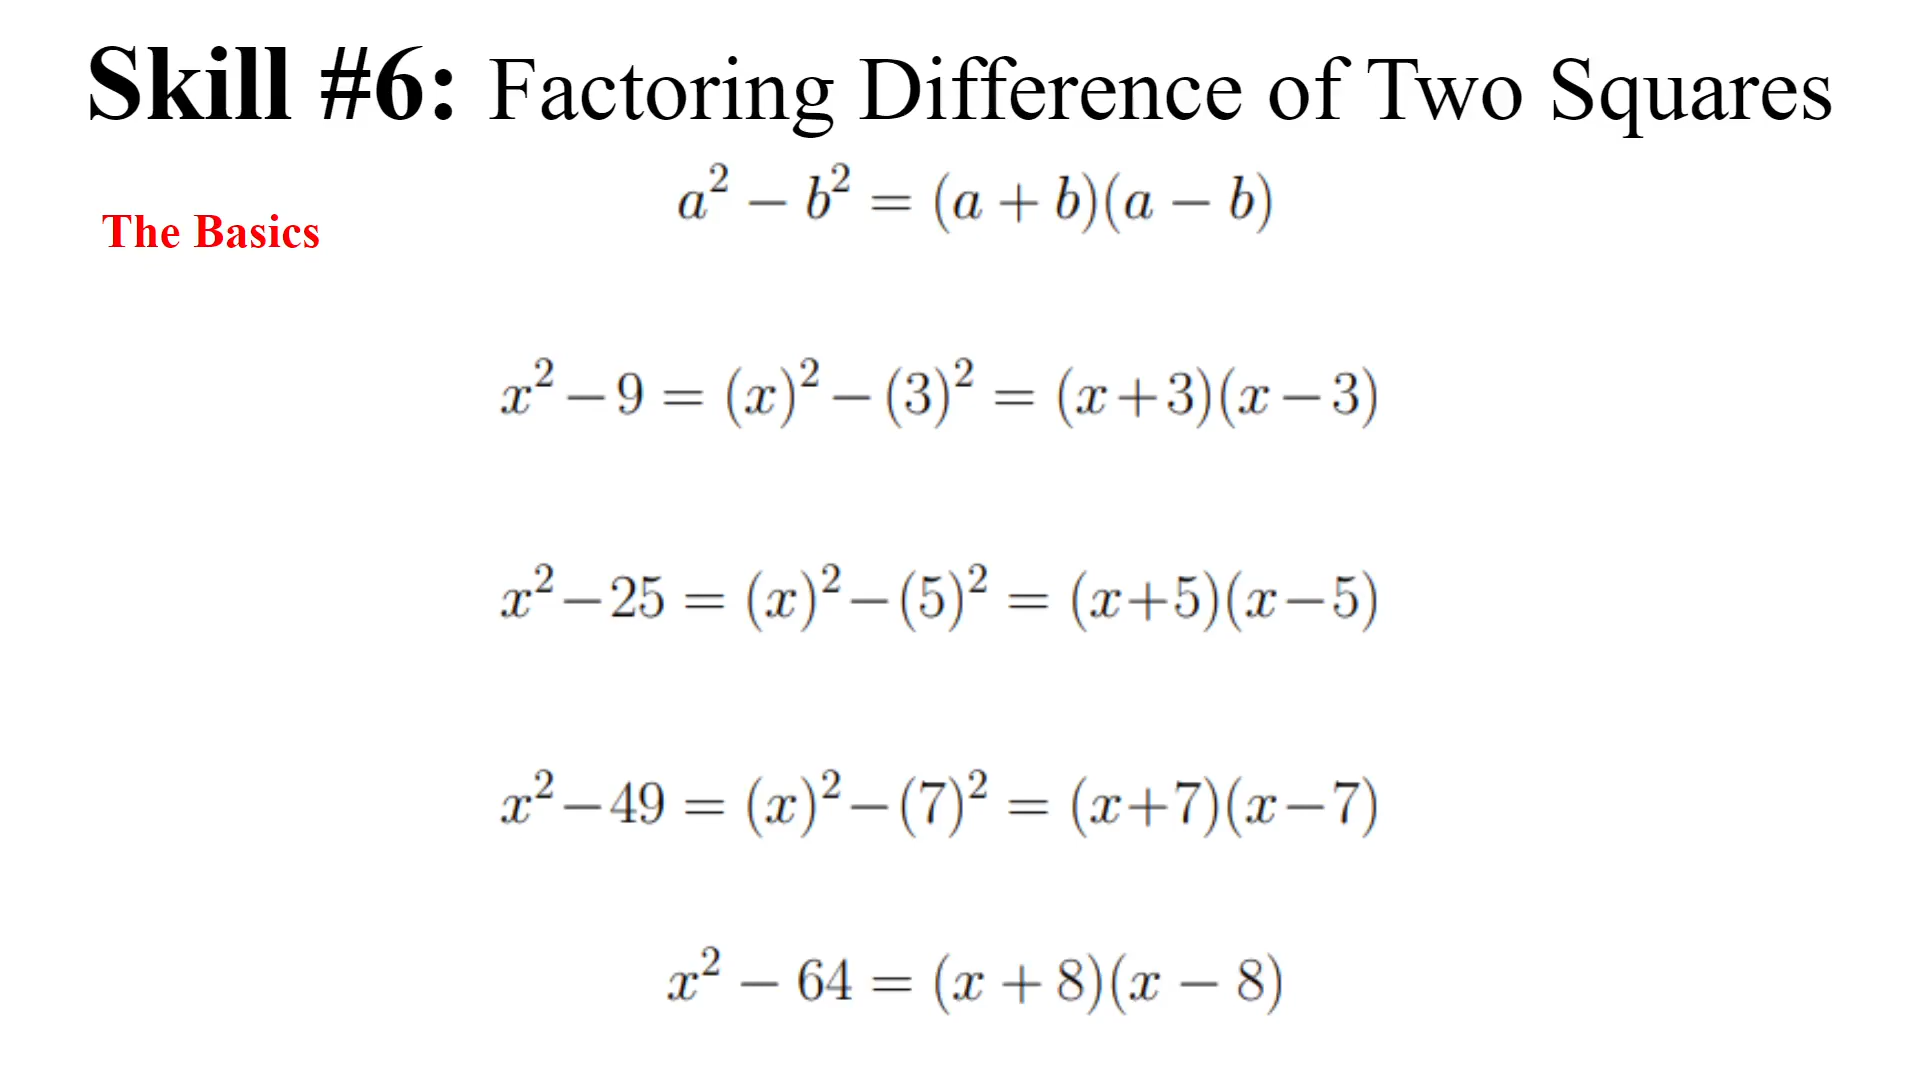 Skill #6: Factoring Difference of Two Squares
a² − b² = (a + b)(a − b)
The Basics
x² − 9 = (x)² − (3)² = (x+3)(x−3)
x² − 25 = (x)² − (5)² = (x+5)(x−5)
x² − 49 = (x)² − (7)² = (x+7)(x−7)
x² − 64 = (x + 8)(x − 8)